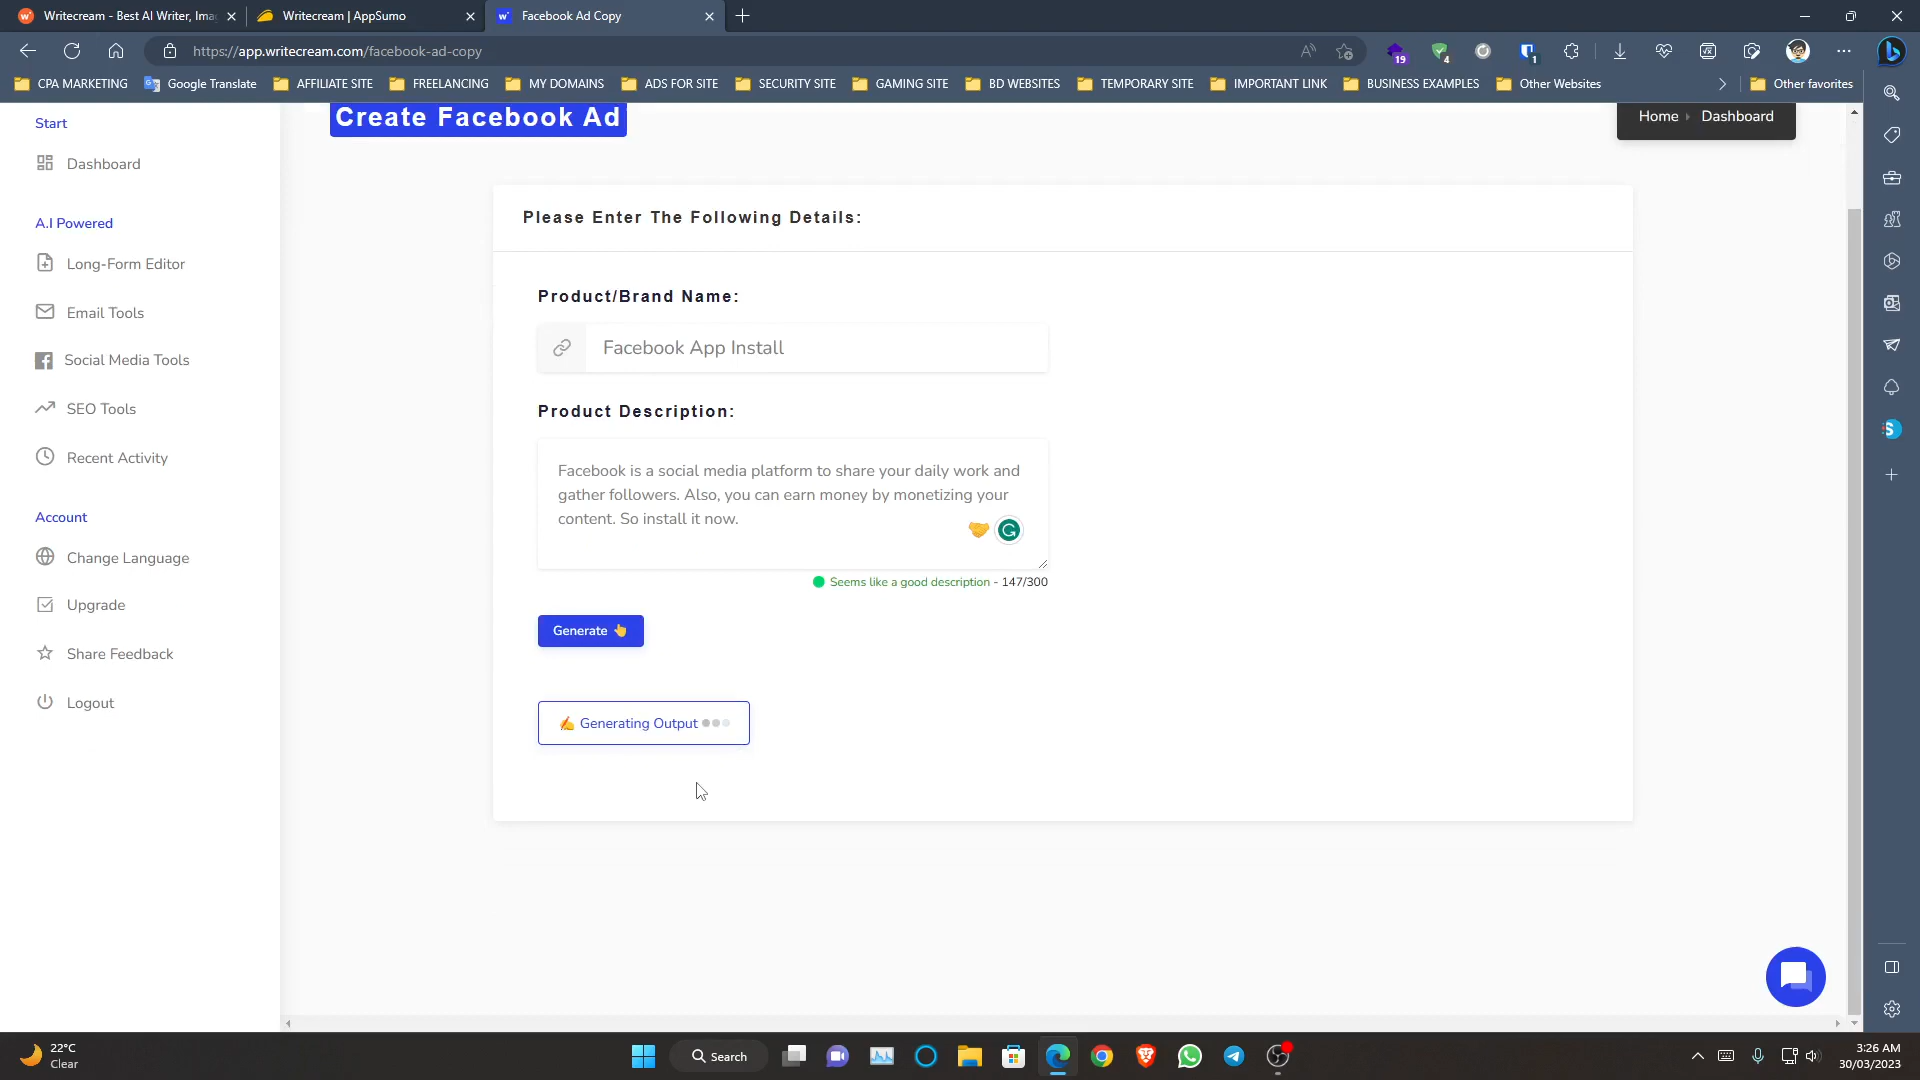 Writecream - Best AI Writer, Ima
Writecream | AppSumo
Facebook Ad Copy
https://app.writecream.com/facebook-ad-copy
19
4
1
CPA MARKETING
Google Translate
AFFILIATE SITE
FREELANCING
MY DOMAINS
ADS FOR SITE
SECURITY SITE
GAMING SITE
BD WEBSITES
TEMPORARY SITE
IMPORTANT LINK
BUSINESS EXAMPLES
Other Websites
Other favorites
Start
Dashboard
A.I Powered
Long-Form Editor
Email Tools
Social Media Tools
SEO Tools
Recent Activity
Account
Change Language
Upgrade
Share Feedback
Logout
Create Facebook Ad
Home
Dashboard
Please Enter The Following Details:
Product/Brand Name:
Facebook App Install
Product Description:
Facebook is a social media platform to share your daily work and
gather followers. Also, you can earn money by monetizing your
content. So install it now.
Seems like a good description - 147/300
Generate 👆
✍ Generating Output
22°C
Clear
Search
3:26 AM
30/03/2023